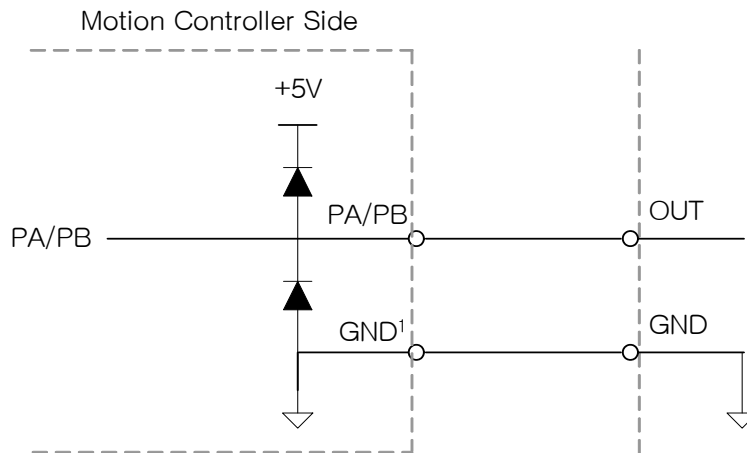 Motion Controller Side
+5V
PA/PB
PA/PB
OUT
GND¹
GND